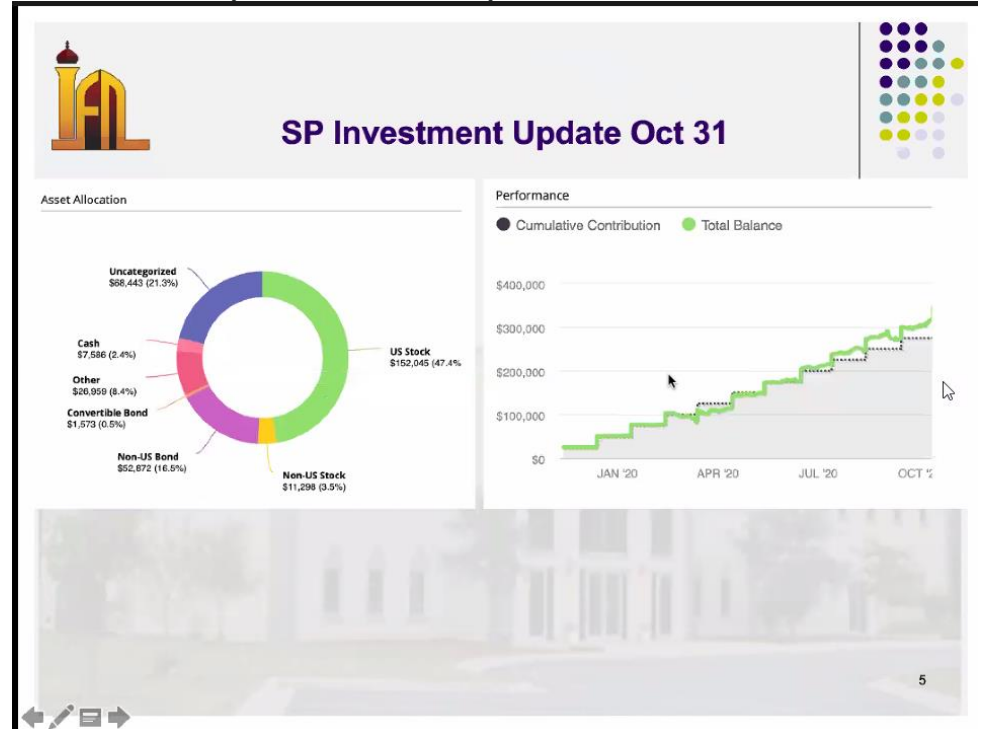 IFN
SP Investment Update Oct 31
Asset Allocation
Uncategorized
$68,443 (21.3%)
Cash
$7,586 (2.4%)
Other
$26,959 (8.4%)
Convertible Bond
$1,573 (0.5%)
Non-US Bond
$52,872 (16.5%)
Non-US Stock
$11,298 (3.5%)
US Stock
$152,045 (47.4%
Performance
Cumulative Contribution
Total Balance
$400,000
$300,000
$200,000
$100,000
$0
JAN '20
APR '20
JUL '20
OCT '2
5